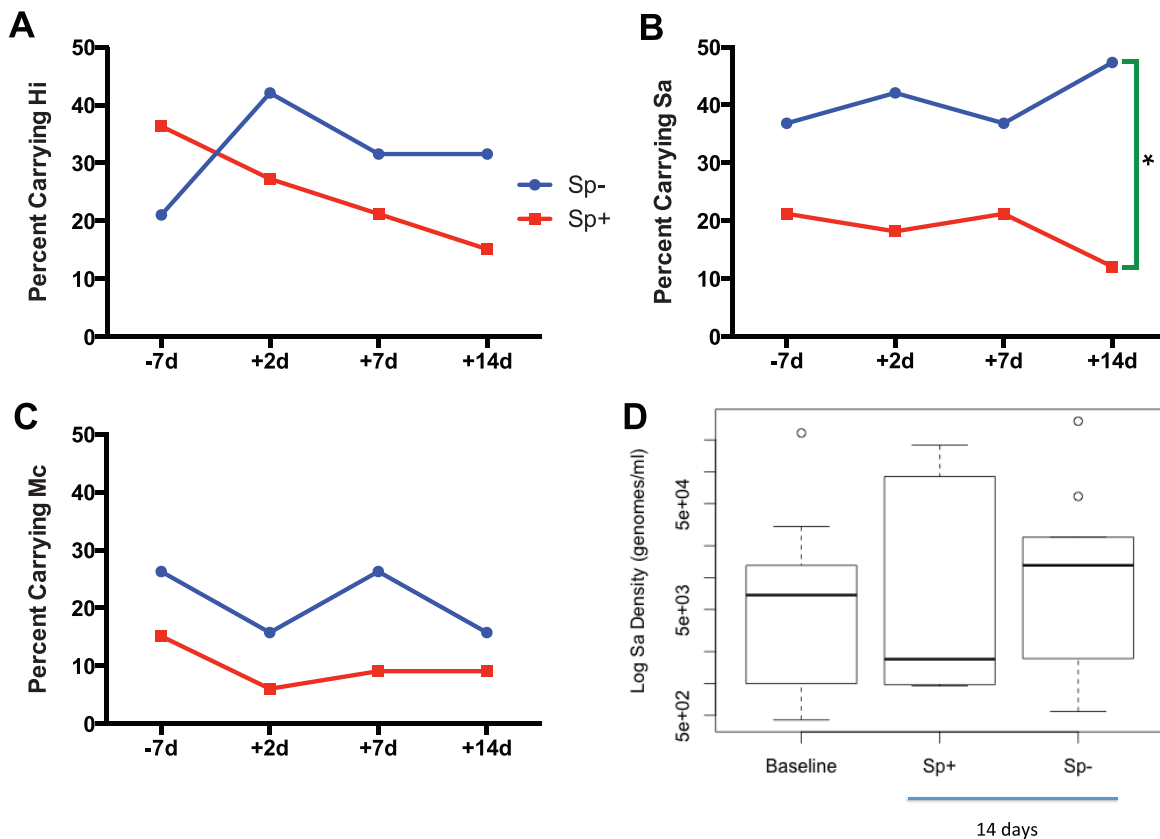 A
Percent Carrying Hi
50
40
30
20
10
0
-7d +2d +7d +14d
Sp-
Sp+
B
Percent Carrying Sa
50
40
30
20
10
0
-7d +2d +7d +14d
*
C
Percent Carrying Mc
50
40
30
20
10
0
-7d +2d +7d +14d
D
Log Sa Density (genomes/ml)
5e+04
5e+03
5e+02
Baseline Sp+ Sp-
14 days